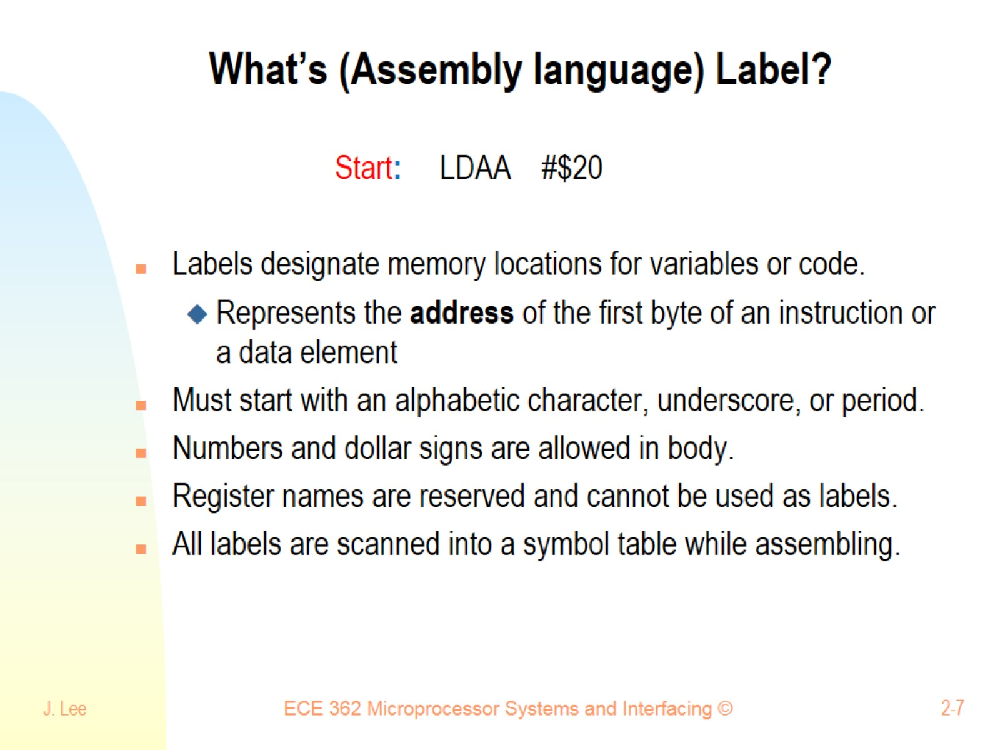 What’s (Assembly language) Label?
Start: LDAA #$20
Labels designate memory locations for variables or code.
Represents the address of the first byte of an instruction or
a data element
Must start with an alphabetic character, underscore, or period.
Numbers and dollar signs are allowed in body.
Register names are reserved and cannot be used as labels.
All labels are scanned into a symbol table while assembling.
J. Lee ECE 362 Microprocessor Systems and Interfacing © 2-7